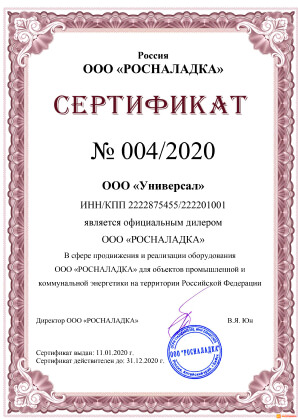 Россия
ООО «РОСНАЛАДКА»
СЕРТИФИКАТ
№ 004/2020
ООО «Универсал»
ИНН/КПП 2222875455/222201001
является официальным дилером
ООО «РОСНАЛАДКА»
В сфере продвижения и реализации оборудования
ООО «РОСНАЛАДКА» для объектов промышленной и
коммунальной энергетики на территории Российской Федерации
Директор ООО «РОСНАЛАДКА»
В.Я. Юн
Сертификат выдан: 11.01.2020 г.
Сертификат действителен до: 31.12.2020 г.
ООО "РОСНАЛАДКА"